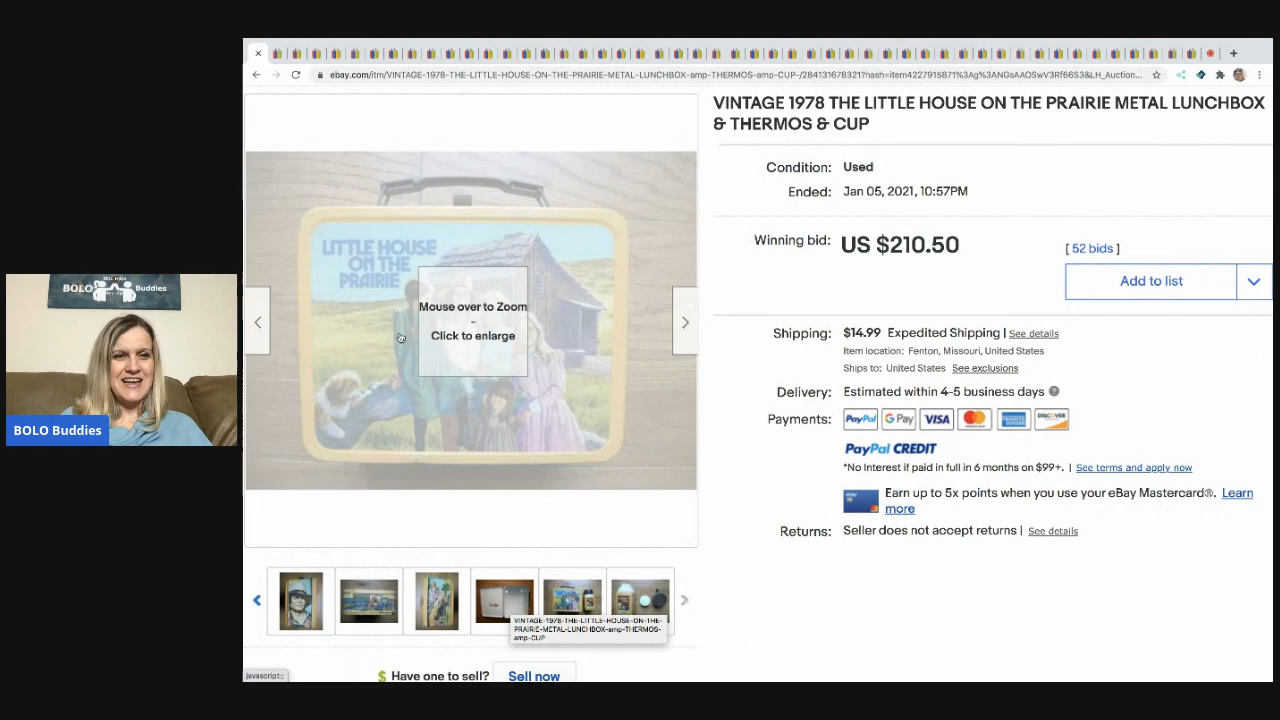 ebay.com/itm/VINTAGE-1978-THE-LITTLE-HOUSE-ON-THE-PRAIRIE-METAL-LUNCHBOX-amp-THERMOS-amp-CUP-/284131678321?hash=item4227915871%3Ag%3ANGsAAOSwV3Rf66S3&LH_Auction...
VINTAGE 1978 THE LITTLE HOUSE ON THE PRAIRIE METAL LUNCHBOX
& THERMOS & CUP
Condition: Used
Ended: Jan 05, 2021, 10:57PM
Winning bid: US $210.50 [ 52 bids ]
Add to list
Shipping: $14.99 Expedited Shipping | See details
Item location: Fenton, Missouri, United States
Ships to: United States See exclusions
Delivery: Estimated within 4-5 business days
Payments: PayPal G Pay VISA
PayPal CREDIT
*No Interest if paid in full in 6 months on $99+. | See terms and apply now
Earn up to 5x points when you use your eBay Mastercard®. Learn
more
Returns: Seller does not accept returns | See details
LITTLE HOUSE
ON THE
PRAIRIE
Mouse over to Zoom
-
Click to enlarge
VINTAGE-1978-THE-LITTLE-HOUSE-ON-THE-
PRAIRIE-METAL-LUNCHBOX-amp-THERMOS-
amp-CUP
$ Have one to sell? Sell now
javascript:;
BOLO Buddies
BOLO Buddies